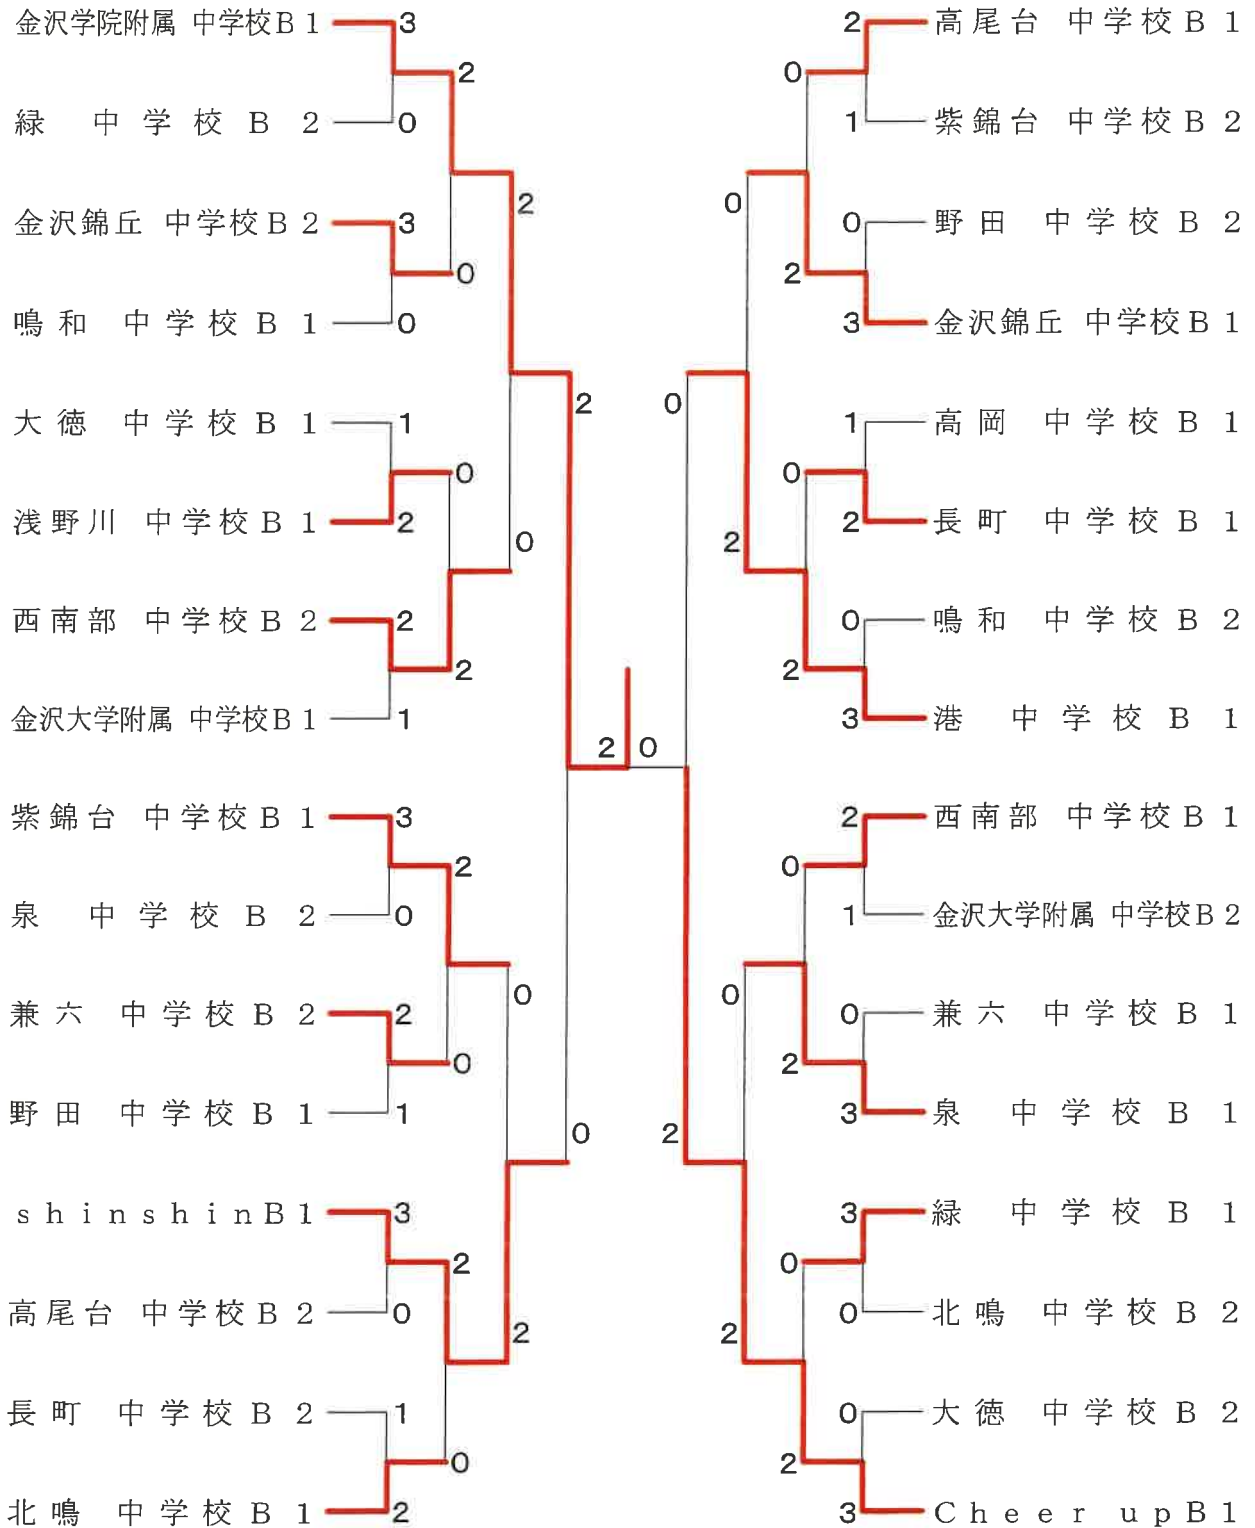 金沢学院附属 中学校B 1 3
2
緑 中学校 B 2 0
2
金沢錦丘 中学校B 2 3
0
鳴和 中学校 B 1 0
2
大徳 中学校 B 1 1
0
浅野川 中学校B 1 2
0
西南部 中学校B 2 2
2
金沢大学附属 中学校B 1 1
2 0
紫錦台 中学校B 1 3
2
泉 中学校 B 2 0
0
兼六 中学校 B 2 2
0
野田 中学校 B 1 1
0
shinshinB 1 3
2
高尾台 中学校B 2 0
2
長町 中学校 B 2 1
0
北鳴 中学校 B 1 2
2 高尾台 中学校B 1
0
1 紫錦台 中学校B 2
0
0 野田 中学校 B 2
2
3 金沢錦丘 中学校B 1
0
1 高岡 中学校 B 1
0
2 長町 中学校 B 1
2
0 鳴和 中学校 B 2
2
3 港 中学校 B 1
2 西南部 中学校B 1
0
1 金沢大学附属 中学校B 2
0
0 兼六 中学校 B 1
2
3 泉 中学校 B 1
2
3 緑 中学校 B 1
0
0 北鳴 中学校 B 2
2
0 大徳 中学校 B 2
2
3 Cheer upB 1